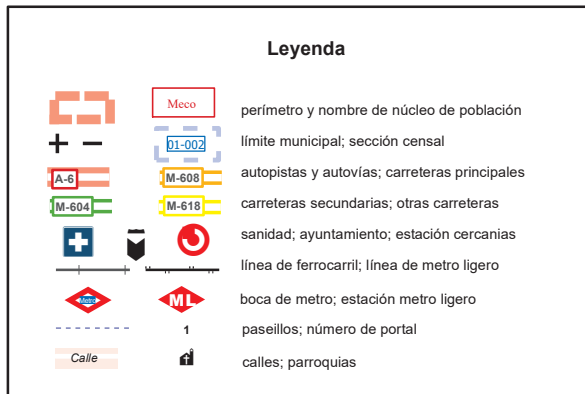 Leyenda
Meco perímetro y nombre de núcleo de población
01-002 límite municipal; sección censal
A-6 M-608 autopistas y autovías; carreteras principales
M-604 M-618 carreteras secundarias; otras carreteras
sanidad; ayuntamiento; estación cercanias
línea de ferrocarril; línea de metro ligero
Metro ML boca de metro; estación metro ligero
1 paseillos; número de portal
Calle calles; parroquias